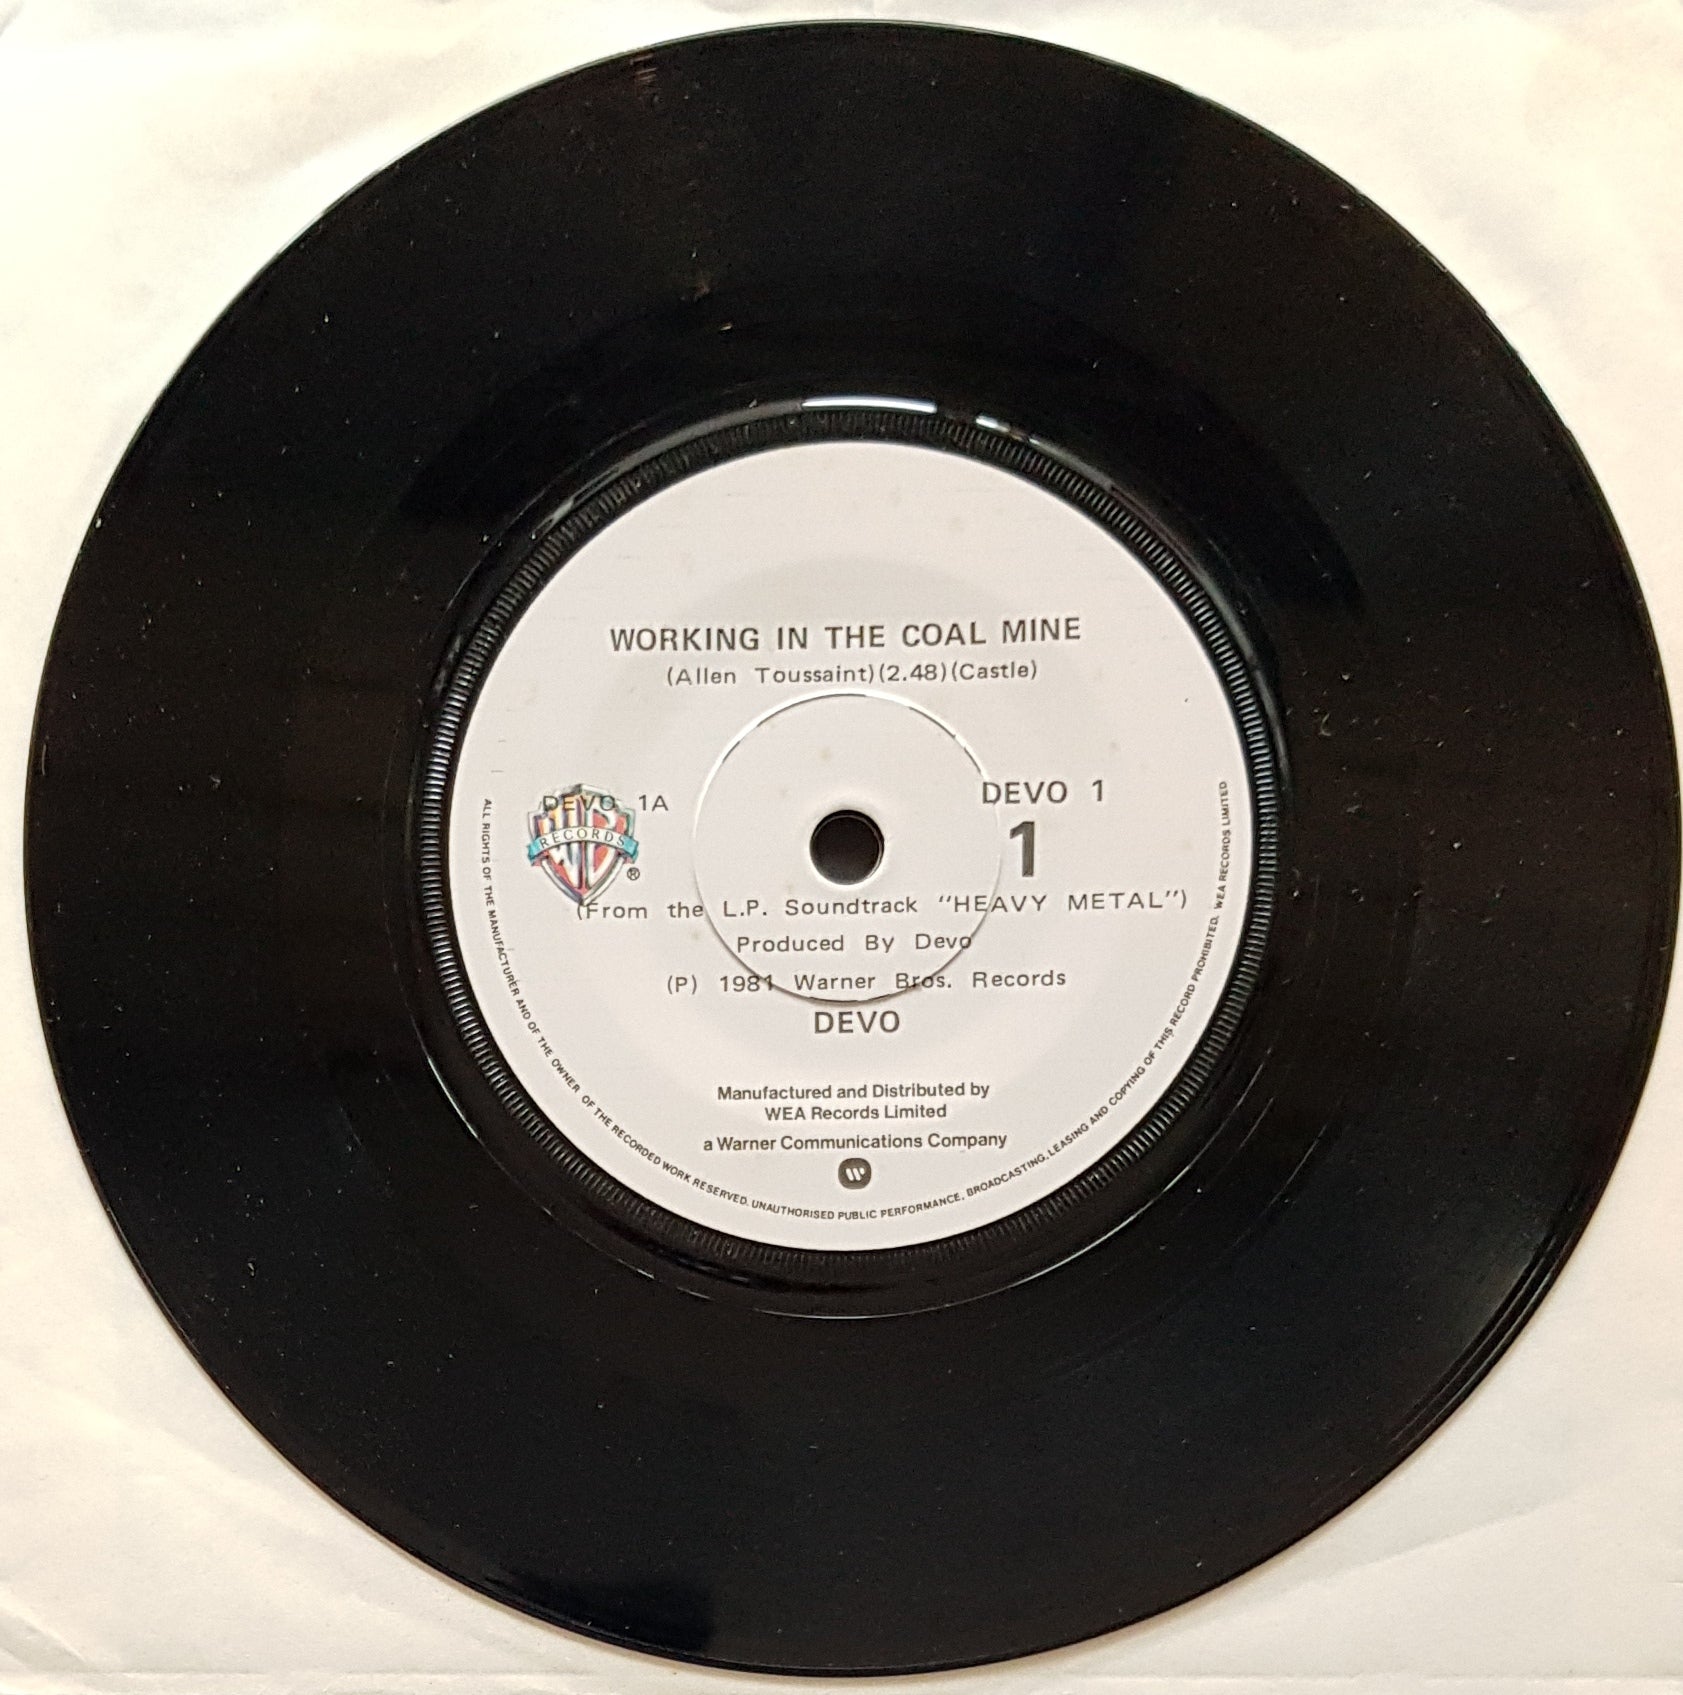 WORKING IN THE COAL MINE
(Allen Toussaint)(2.48)(Castle)
DEVO 1A
DEVO 1
RECORDS
®
1
(From the L.P. Soundtrack "HEAVY METAL")
Produced By Devo
(P) 1981 Warner Bros. Records
DEVO
Manufactured and Distributed by
WEA Records Limited
a Warner Communications Company
ALL RIGHTS OF THE MANUFACTURER AND OF THE OWNER OF THE RECORDED WORK RESERVED. UNAUTHORISED PUBLIC PERFORMANCE, BROADCASTING, LEASING AND COPYING OF THIS RECORD PROHIBITED. WEA RECORDS LIMITED